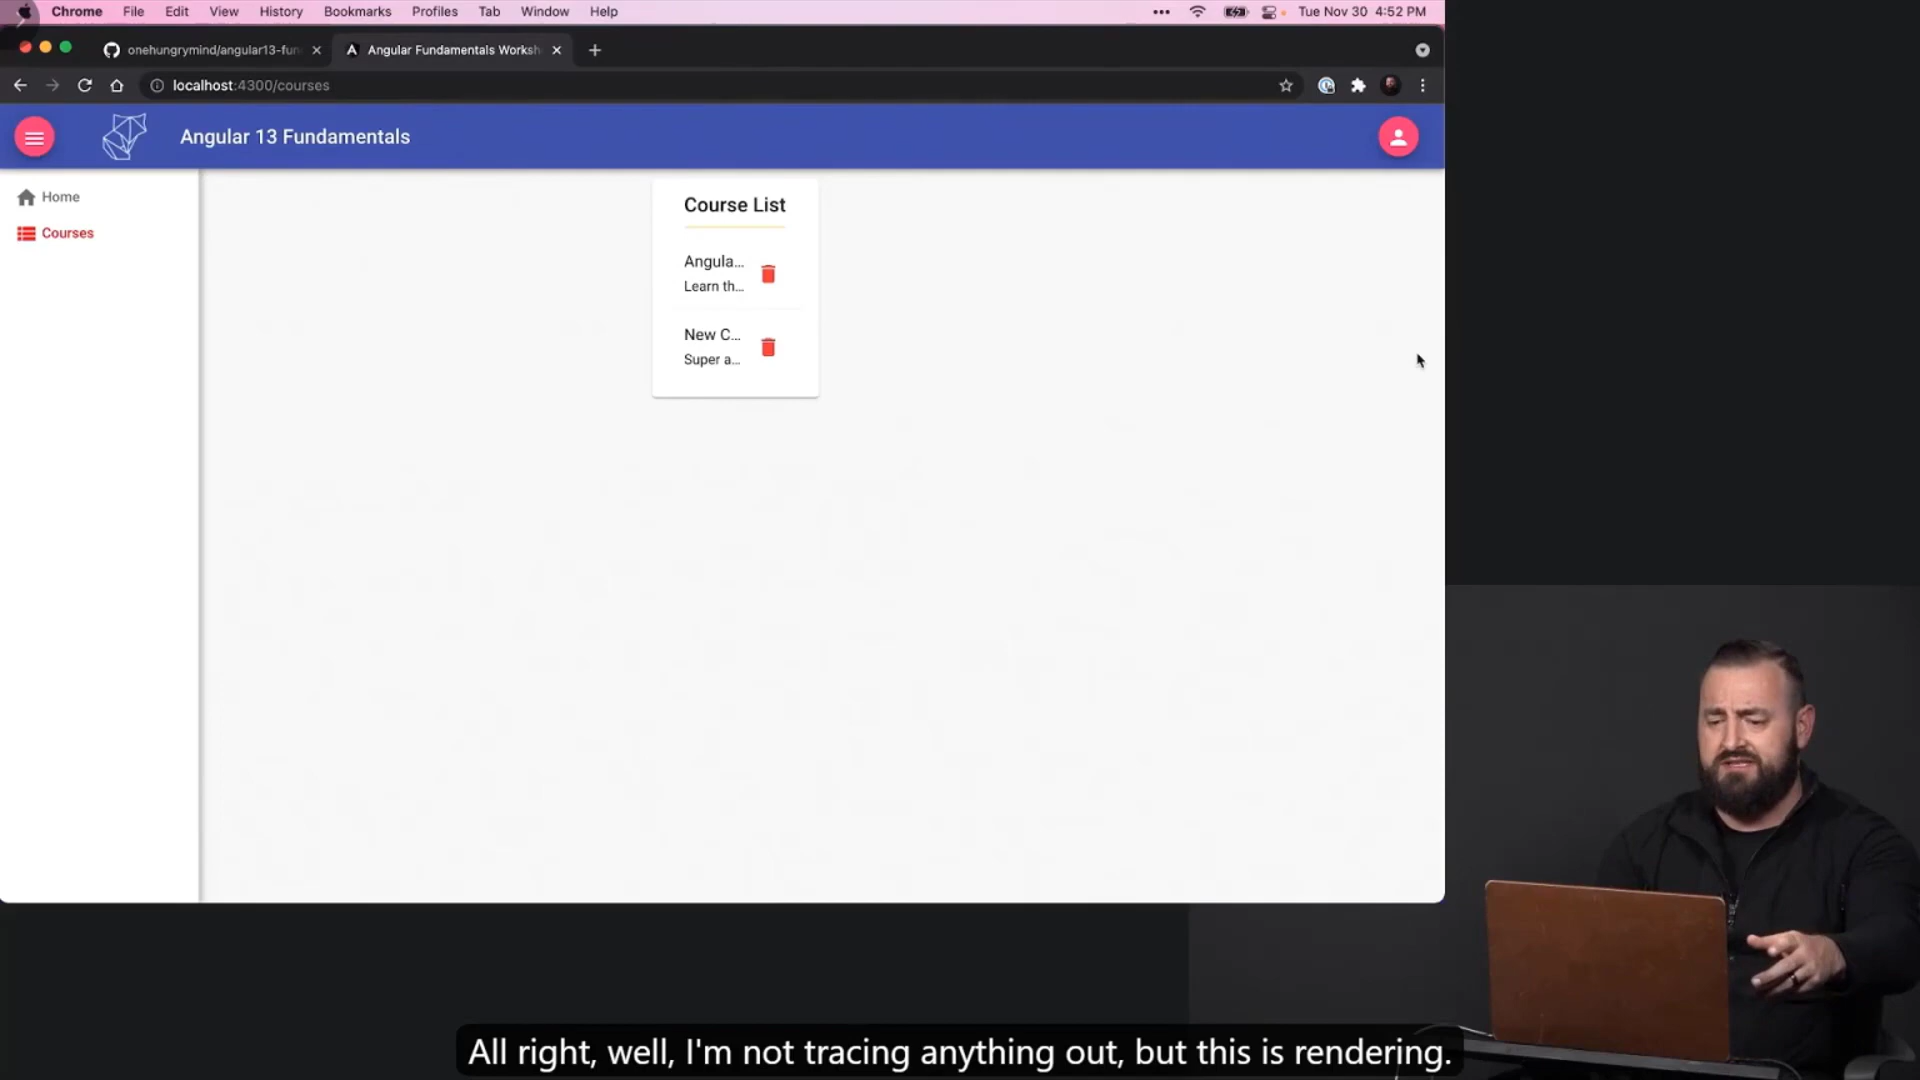 Chrome File Edit View History Bookmarks Profiles Tab Window Help ••• Tue Nov 30 4:52 PM
onehungrymind/angular13-fun Angular Fundamentals Worksh
localhost:4300/courses
Angular 13 Fundamentals
Home
Courses
Course List
Angula...
Learn th...
New C...
Super a...
All right, well, I'm not tracing anything out, but this is rendering.